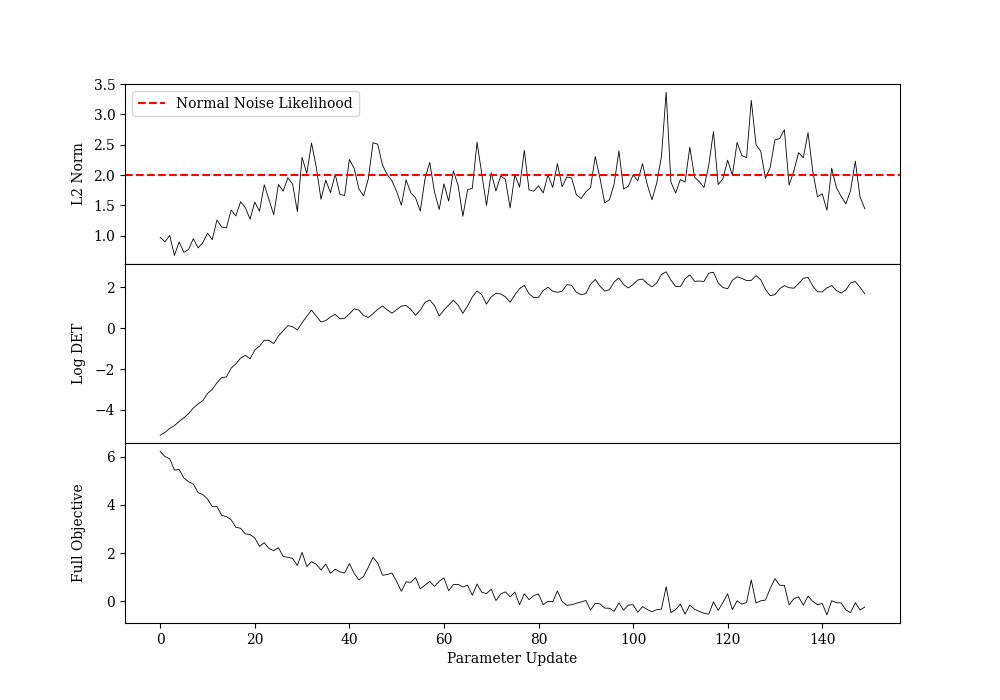 3.5
3.0
2.5
2.0
1.5
1.0
L2 Norm
Normal Noise Likelihood
2
0
−2
−4
Log DET
6
4
2
0
Full Objective
0 20 40 60 80 100 120 140
Parameter Update